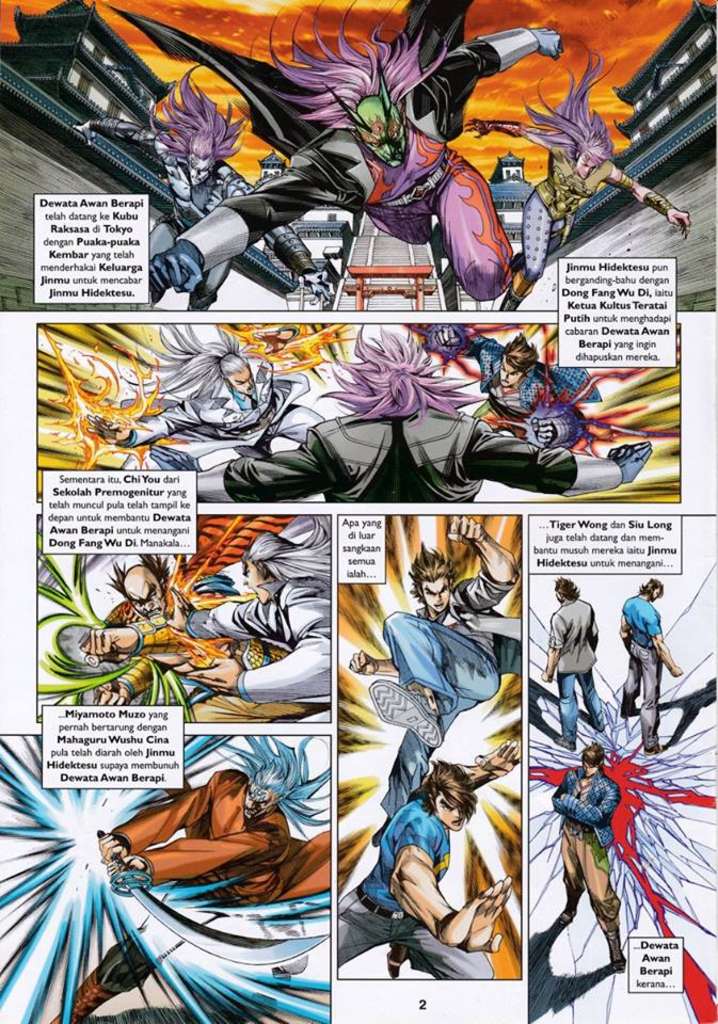 Dewata Awan Berapi
telah datang ke Kubu
Raksasa di Tokyo
dengan Puaka-puaka
Kembar yang telah
menderhakai Keluarga
Jinmu untuk mencabar
Jinmu Hidektesu.
Jinmu Hidektesu pun
berganding-bahu dengan
Dong Fang Wu Di, iaitu
Ketua Kultus Teratai
Putih untuk menghadapi
cabaran Dewata Awan
Berapi yang ingin
dihapuskan mereka.
Sementara itu, Chi You dari
Sekolah Premogenitur yang
telah muncul pula telah tampil ke
depan untuk membantu Dewata
Awan Berapi untuk menangani
Dong Fang Wu Di. Manakala...
...Miyamoto Muzo yang
pernah bertarung dengan
Mahaguru Wushu Cina
pula telah diarah oleh Jinmu
Hidektesu supaya membunuh
Dewata Awan Berapi.
Apa yang
di luar
sangkaan
semua
ialah...
...Tiger Wong dan Siu Long
juga telah datang dan mem-
bantu musuh mereka iaitu Jinmu
Hidektesu untuk menangani...
...Dewata
Awan
Berapi
kerana...
2